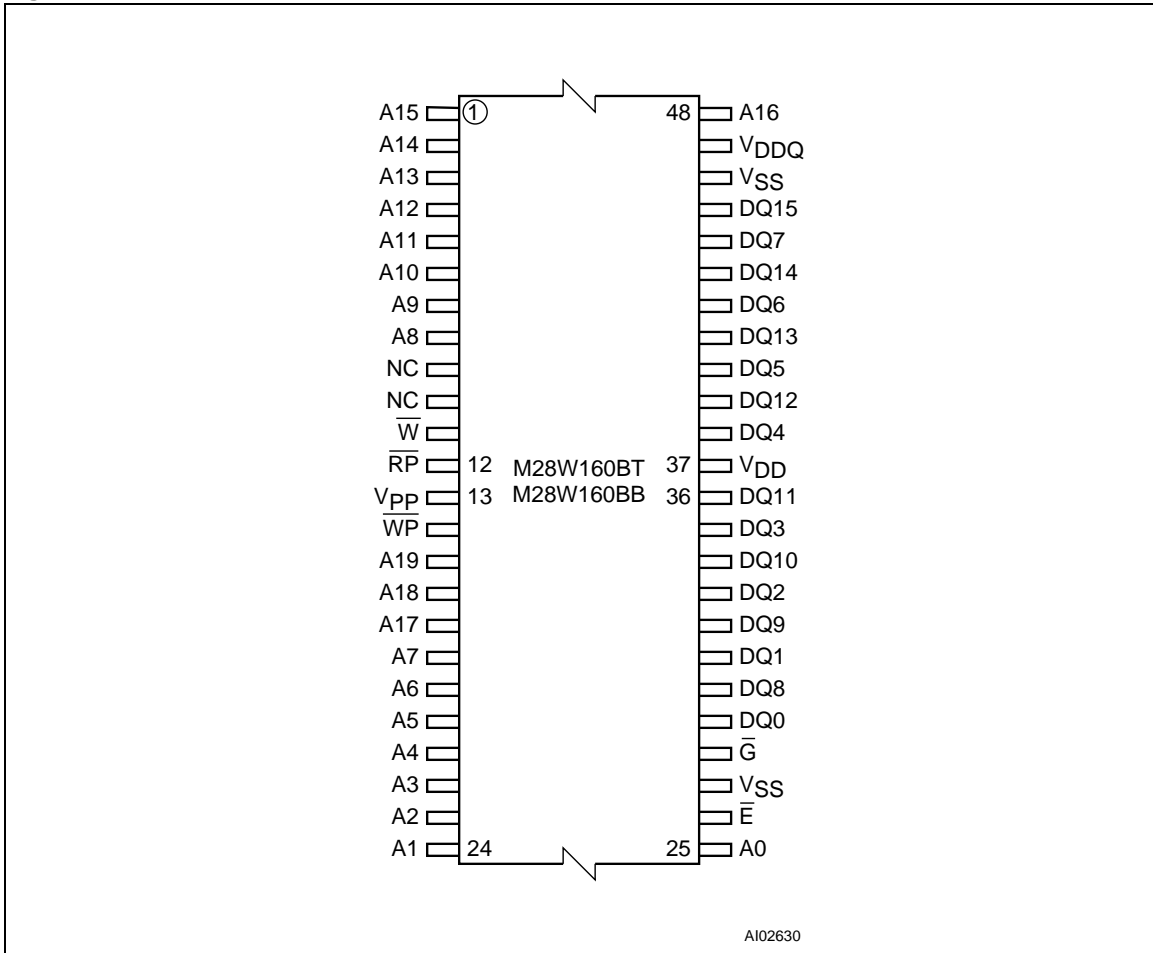 A15 ① 48 A16
A14 VDDQ
A13 VSS
A12 DQ15
A11 DQ7
A10 DQ14
A9 DQ6
A8 DQ13
NC DQ5
NC DQ12
W̅ DQ4
R̅P̅ 12 M28W160BT 37 VDD
VPP 13 M28W160BB 36 DQ11
W̅P̅ DQ3
A19 DQ10
A18 DQ2
A17 DQ9
A7 DQ1
A6 DQ8
A5 DQ0
A4 G̅
A3 VSS
A2 E̅
A1 24 25 A0
AI02630